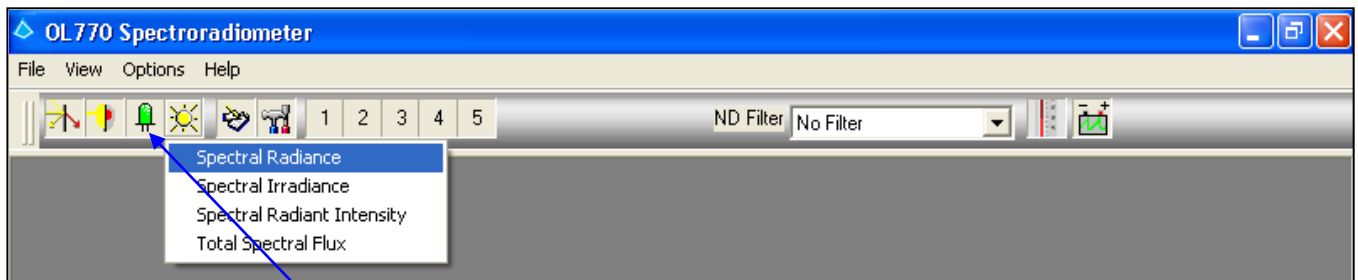 OL770 Spectroradiometer
File View Options Help
1 2 3 4 5 ND Filter No Filter
Spectral Radiance
Spectral Irradiance
Spectral Radiant Intensity
Total Spectral Flux